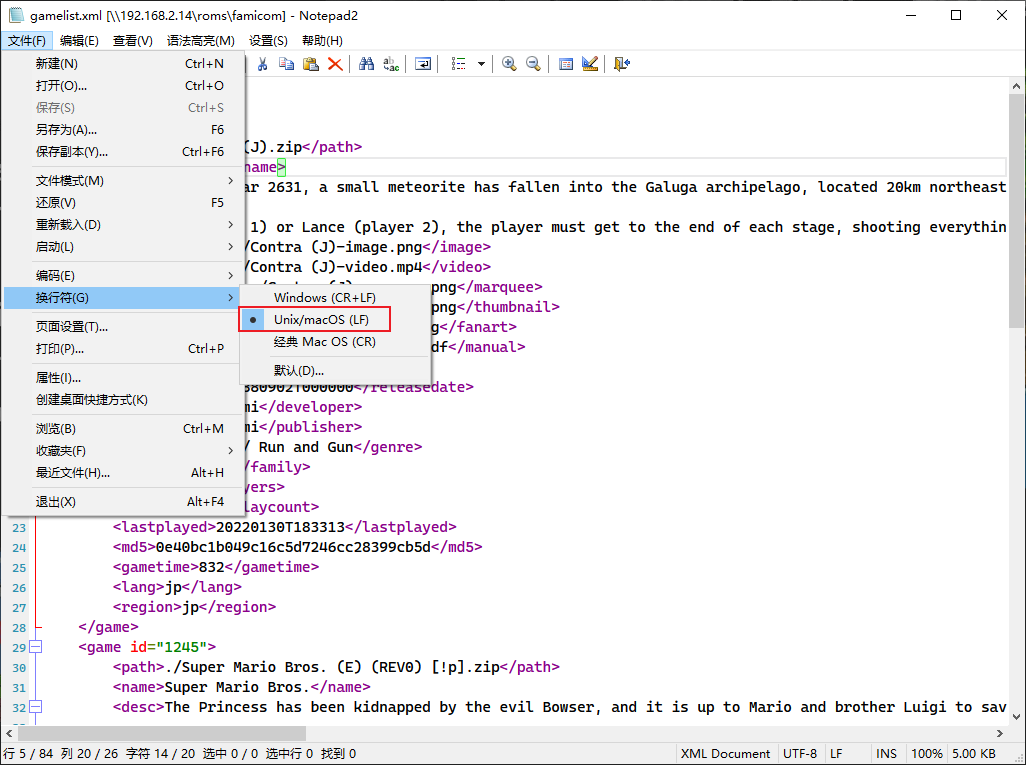 gamelist.xml [\\192.168.2.14\roms\famicom] - Notepad2
文件(F) 编辑(E) 查看(V) 语法高亮(M) 设置(S) 帮助(H)
新建(N) Ctrl+N
打开(O)... Ctrl+O
保存(S) Ctrl+S
另存为(A)... F6
保存副本(Y)... Ctrl+F6
文件模式(M)
还原(V) F5
重新载入(D)
启动(L)
编码(E)
换行符(G)
页面设置(T)...
打印(P)... Ctrl+P
属性(I)...
创建桌面快捷方式(K)
浏览(B) Ctrl+M
收藏夹(F)
最近文件(H)... Alt+H
退出(X) Alt+F4
Windows (CR+LF)
Unix/macOS (LF)
经典 Mac OS (CR)
默认(D)...
(J).zip</path>
name>
ar 2631, a small meteorite has fallen into the Galuga archipelago, located 20km northeast
1) or Lance (player 2), the player must get to the end of each stage, shooting everythin
/Contra (J)-image.png</image>
/Contra (J)-video.mp4</video>
png</marquee>
png</thumbnail>
g</fanart>
df</manual>
880902T000000</releasedate>
mi</developer>
mi</publisher>
/ Run and Gun</genre>
/family>
yers>
laycount>
23 <lastplayed>20220130T183313</lastplayed>
24 <md5>0e40bc1b049c16c5d7246cc28399cb5d</md5>
25 <gametime>832</gametime>
26 <lang>jp</lang>
27 <region>jp</region>
28 </game>
29 <game id="1245">
30 <path>./Super Mario Bros. (E) (REV0) [!p].zip</path>
31 <name>Super Mario Bros.</name>
32 <desc>The Princess has been kidnapped by the evil Bowser, and it is up to Mario and brother Luigi to sav
行 5 / 84 列 20 / 26 字符 14 / 20 选中 0 / 0 选中行 0 找到 0 XML Document UTF-8 LF INS 100% 5.00 KB